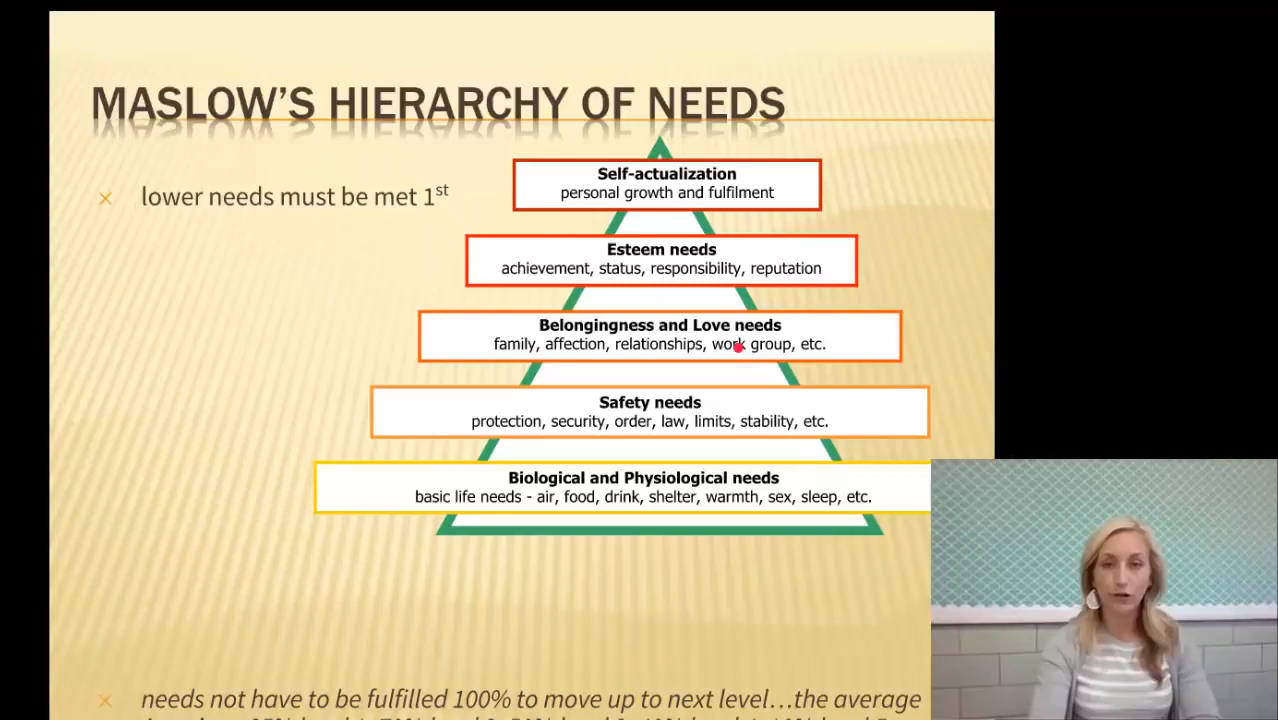 MASLOW'S HIERARCHY OF NEEDS
lower needs must be met 1st
Self-actualization
personal growth and fulfilment
Esteem needs
achievement, status, responsibility, reputation
Belongingness and Love needs
family, affection, relationships, work group, etc.
Safety needs
protection, security, order, law, limits, stability, etc.
Biological and Physiological needs
basic life needs - air, food, drink, shelter, warmth, sex, sleep, etc.
needs not have to be fulfilled 100% to move up to next level...the average